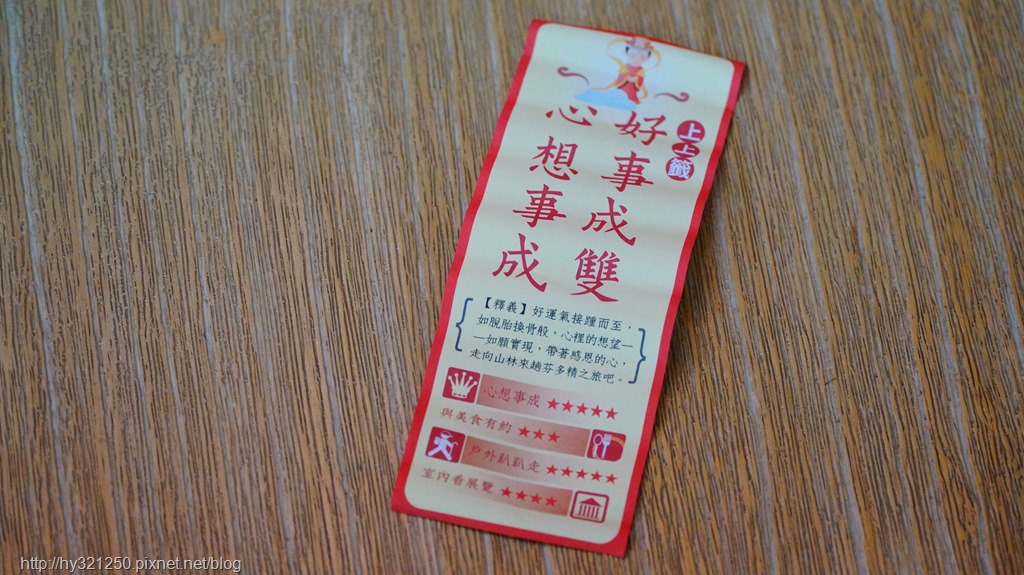 上上籤
好事成雙
心想事成
【釋義】好運氣接踵而至，
如脫胎換骨般，心裡的想望一
一如願實現，帶著感恩的心，
走向山林來趟芬多精之旅吧。
心想事成 ★★★★★
與美食有約 ★★★
戶外趴趴走 ★★★★★
室內看展覽 ★★★★
http://hy321250.pixnet.net/blog